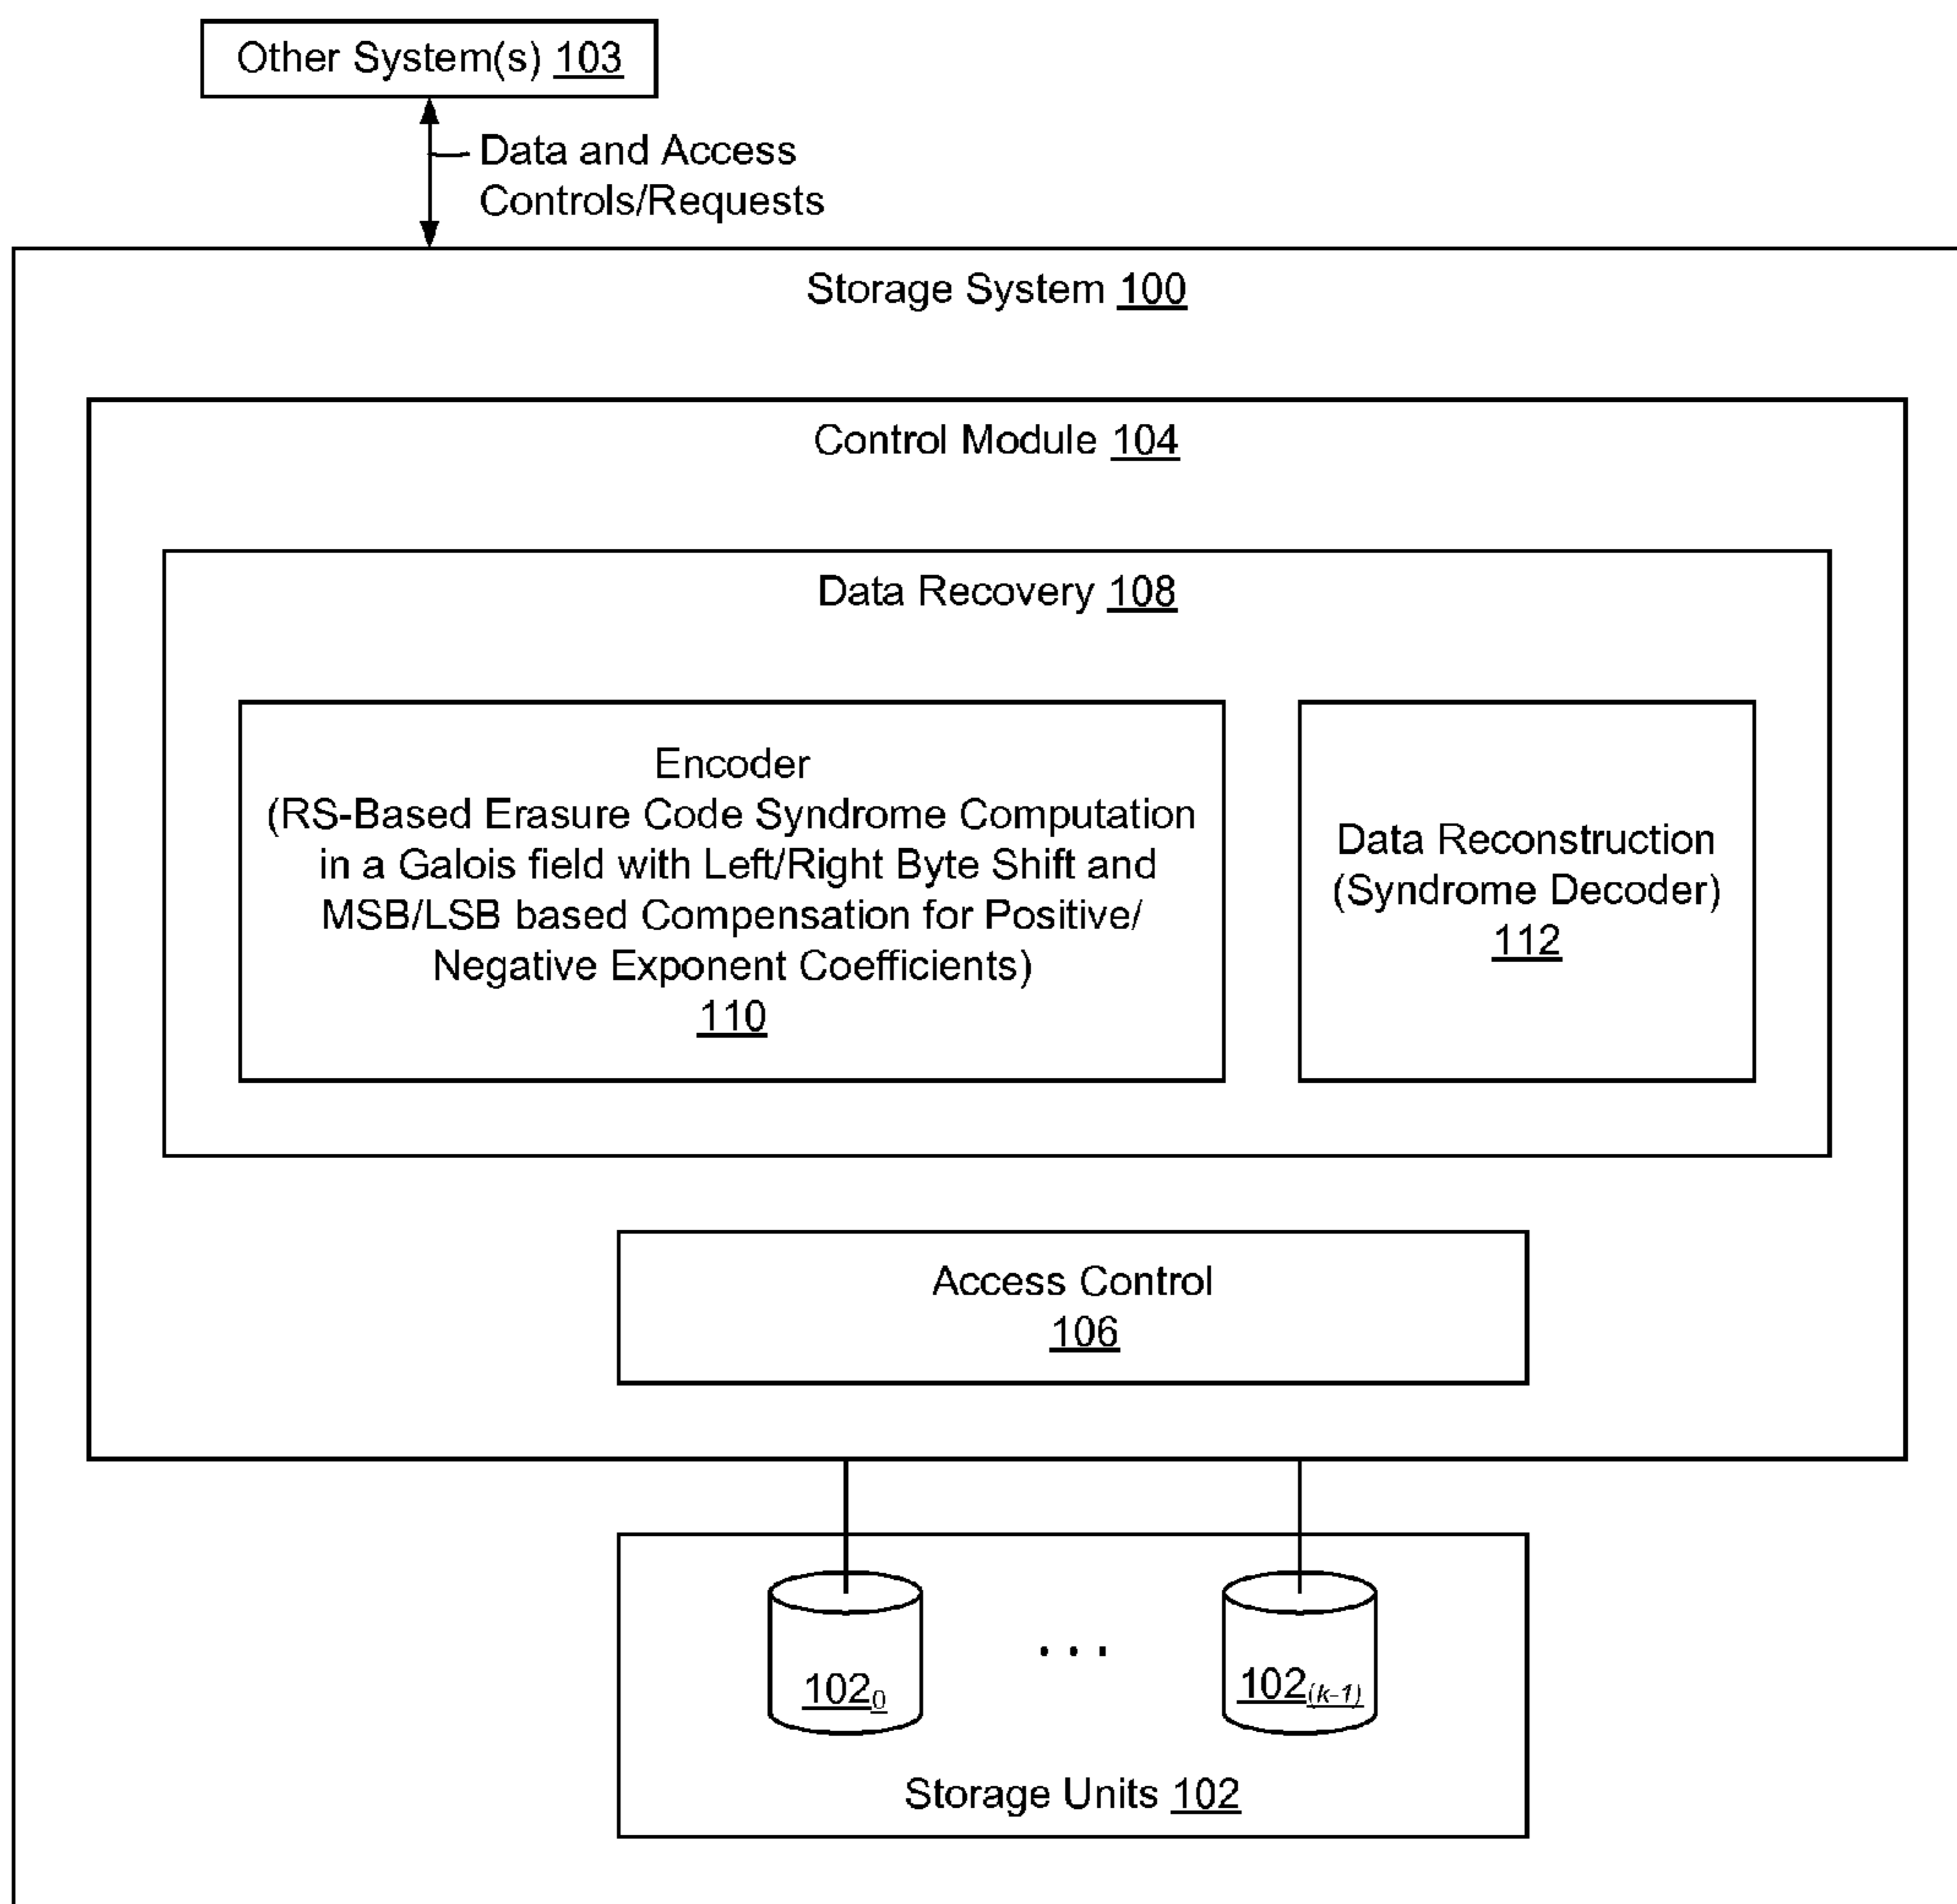 Other System(s) 103
Data and Access
Controls/Requests
Storage System 100
Control Module 104
Data Recovery 108
Encoder
(RS-Based Erasure Code Syndrome Computation
in a Galois field with Left/Right Byte Shift and
MSB/LSB based Compensation for Positive/
Negative Exponent Coefficients)
110
Data Reconstruction
(Syndrome Decoder)
112
Access Control
106
102₀
. . .
102₍k-1₎
Storage Units 102